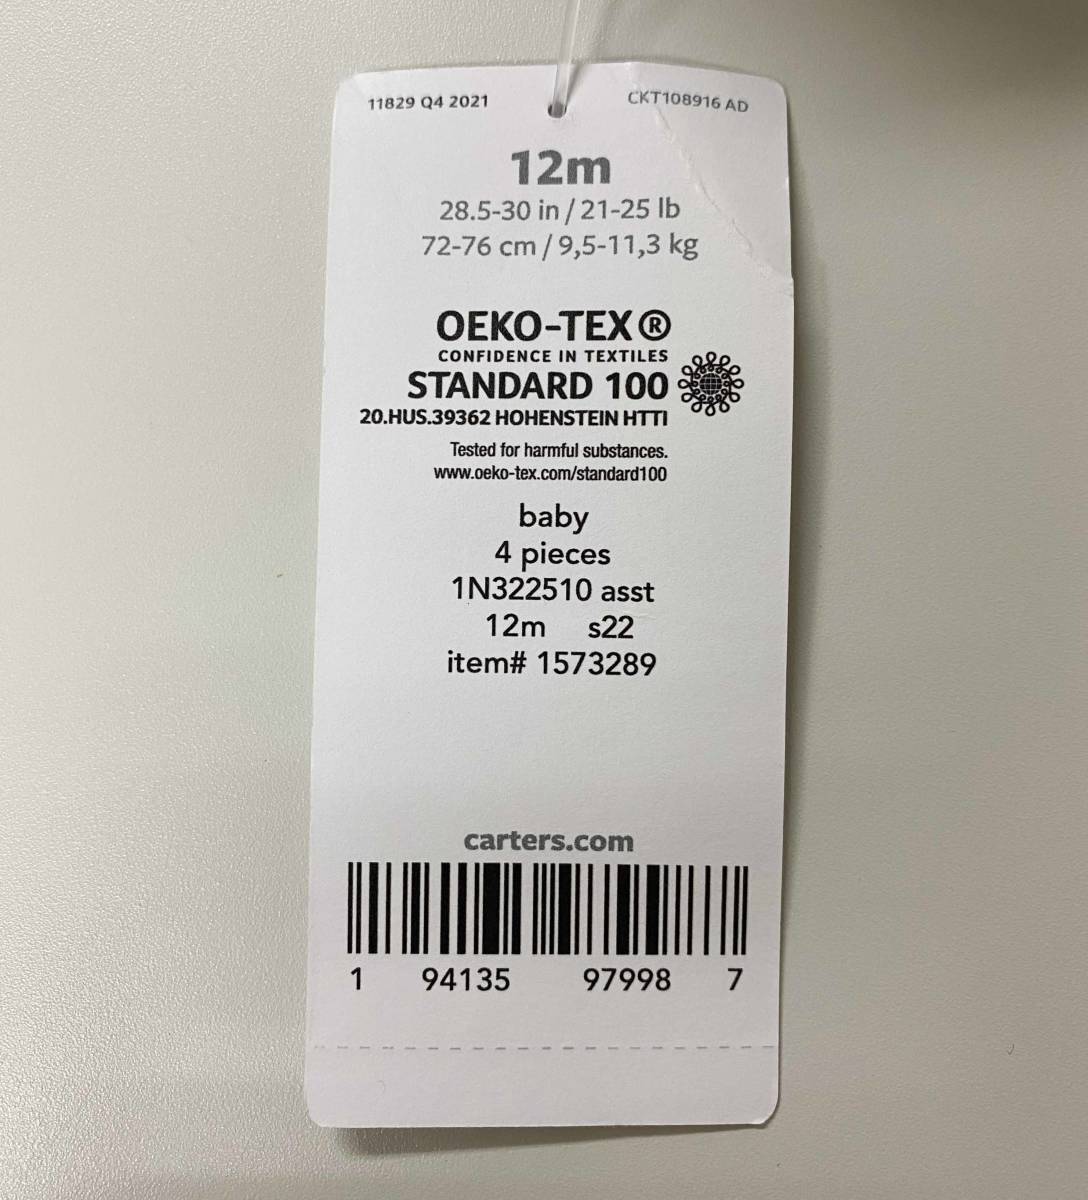 11829 Q4 2021 CKT108916 AD
12m
28.5-30 in / 21-25 lb
72-76 cm / 9,5-11,3 kg
OEKO-TEX®
CONFIDENCE IN TEXTILES
STANDARD 100
20.HUS.39362 HOHENSTEIN HTTI
Tested for harmful substances.
www.oeko-tex.com/standard100
baby
4 pieces
1N322510 asst
12m s22
item# 1573289
carters.com
1 94135 97998 7